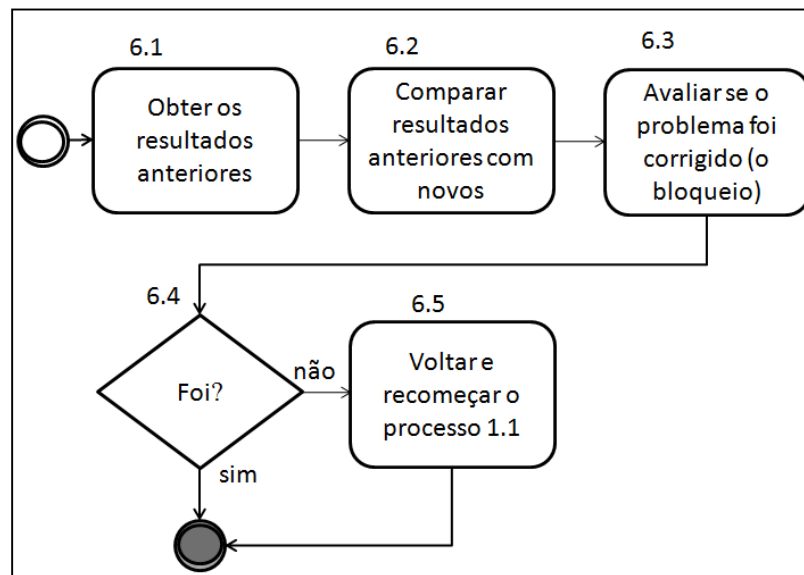 6.1
Obter os
resultados
anteriores
6.2
Comparar
resultados
anteriores com
novos
6.3
Avaliar se o
problema foi
corrigido (o
bloqueio)
6.4
Foi?
não
sim
6.5
Voltar e
recomeçar o
processo 1.1